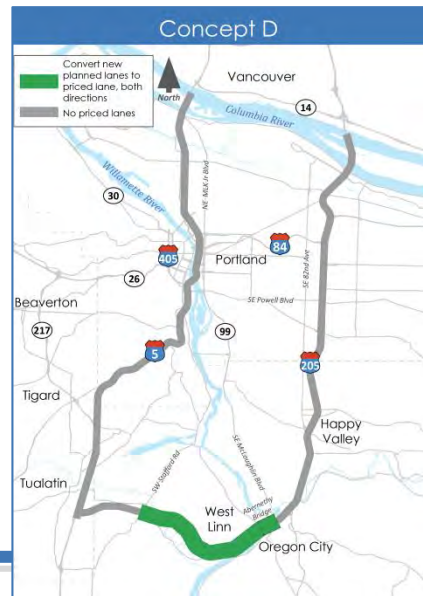 Concept D
Convert new
planned lanes to
priced lane, both
directions
No priced lanes
North
Vancouver
14
Columbia River
Willamette River
30
NE MLK Jr Blvd
405
Portland
84
26
SE 82nd Ave
Beaverton
SE Powell Blvd
217
99
5
205
Tigard
Happy
Valley
Tualatin
SW Stafford Rd
SE McLoughlin Blvd
West
Linn
Abernethy
Bridge
Oregon City